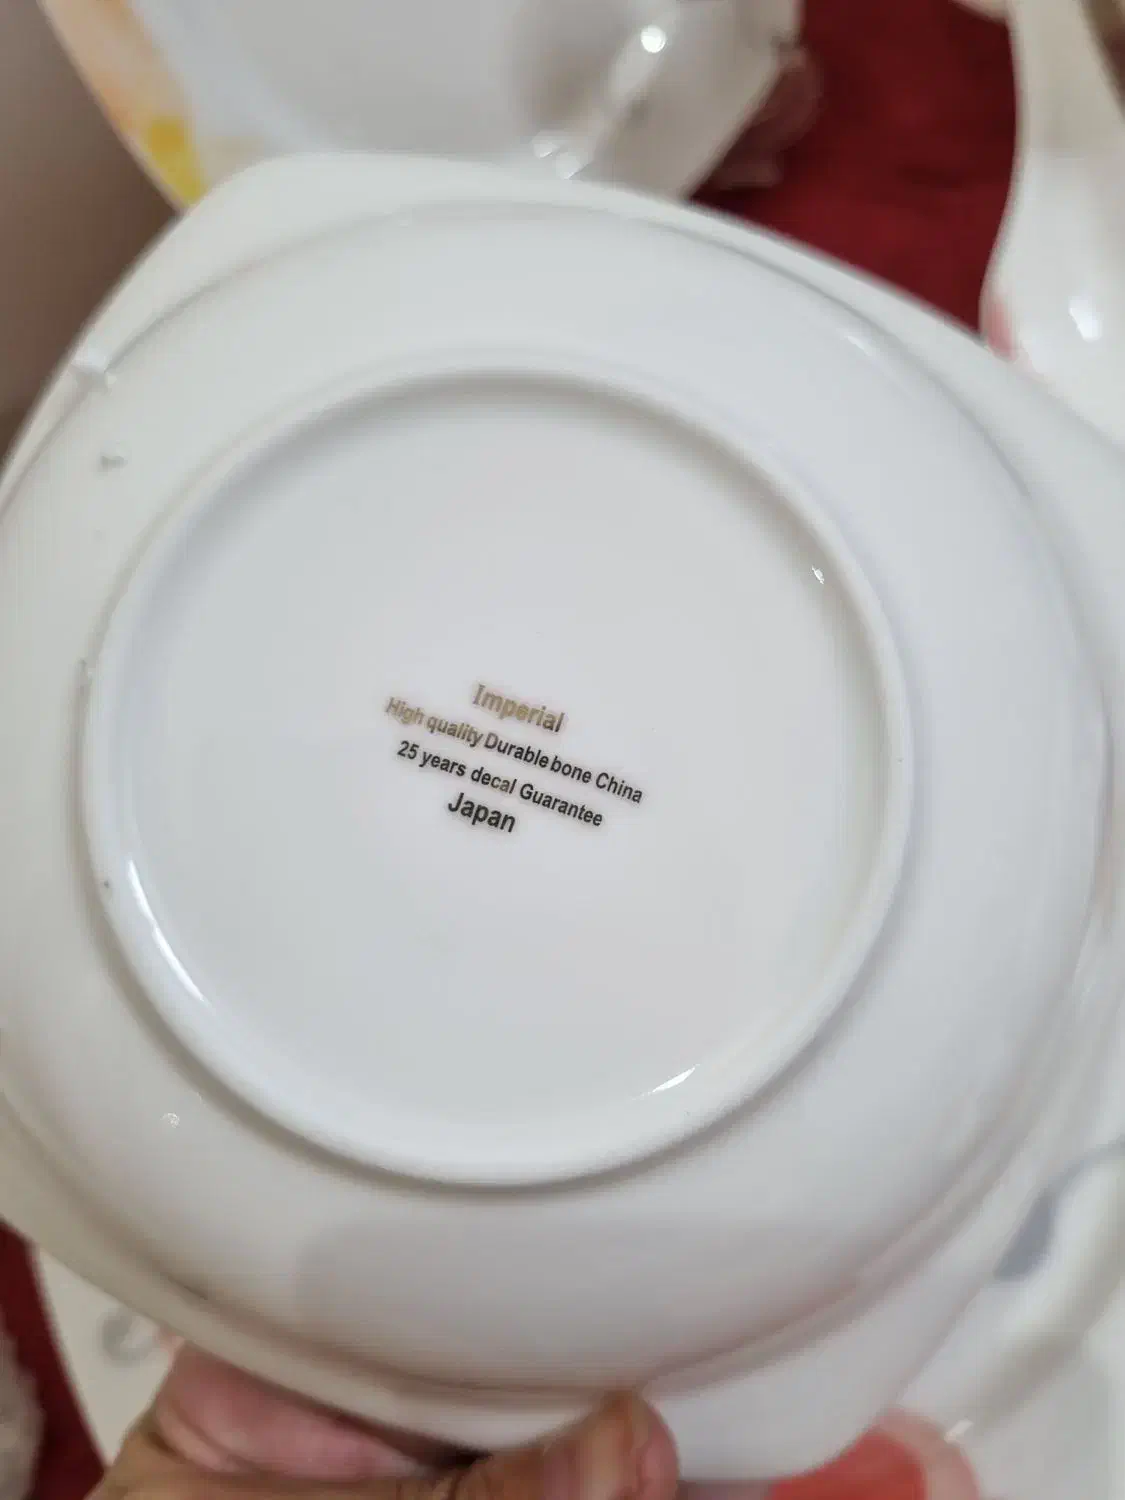 Imperial
High quality Durable bone China
25 years decal Guarantee
Japan